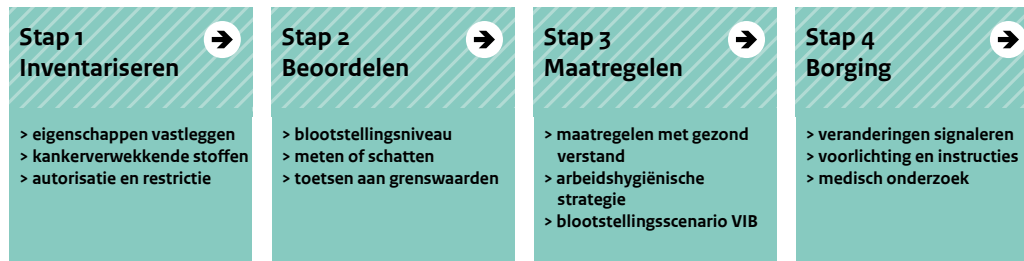 Stap 1
Inventariseren
> eigenschappen vastleggen
> kankerverwekkende stoffen
> autorisatie en restrictie
Stap 2
Beoordelen
> blootstellingsniveau
> meten of schatten
> toetsen aan grenswaarden
Stap 3
Maatregelen
> maatregelen met gezond
verstand
> arbeidshygiënische
strategie
> blootstellingsscenario VIB
Stap 4
Borging
> veranderingen signaleren
> voorlichting en instructies
> medisch onderzoek